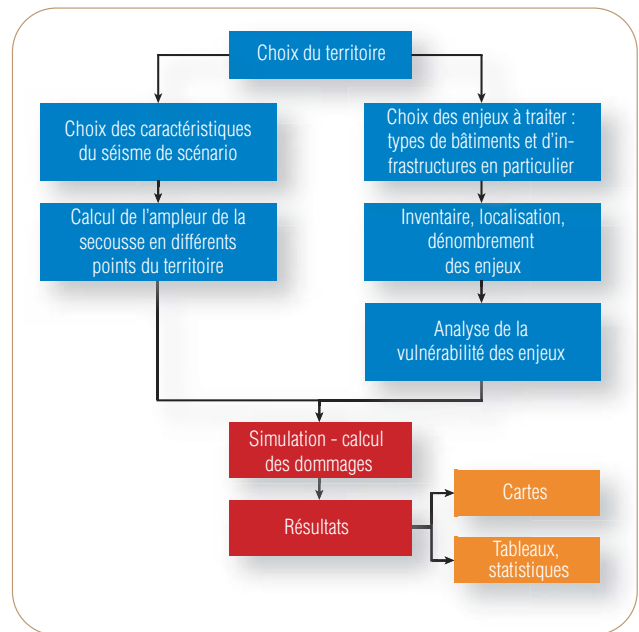 Choix du territoire
Choix des caractéristiques
du séisme de scénario
Choix des enjeux à traiter :
types de bâtiments et d'in-
frastructures en particulier
Calcul de l'ampleur de la
secousse en différents
points du territoire
Inventaire, localisation,
dénombrement
des enjeux
Analyse de la
vulnérabilité des enjeux
Simulation - calcul
des dommages
Résultats
Cartes
Tableaux,
statistiques